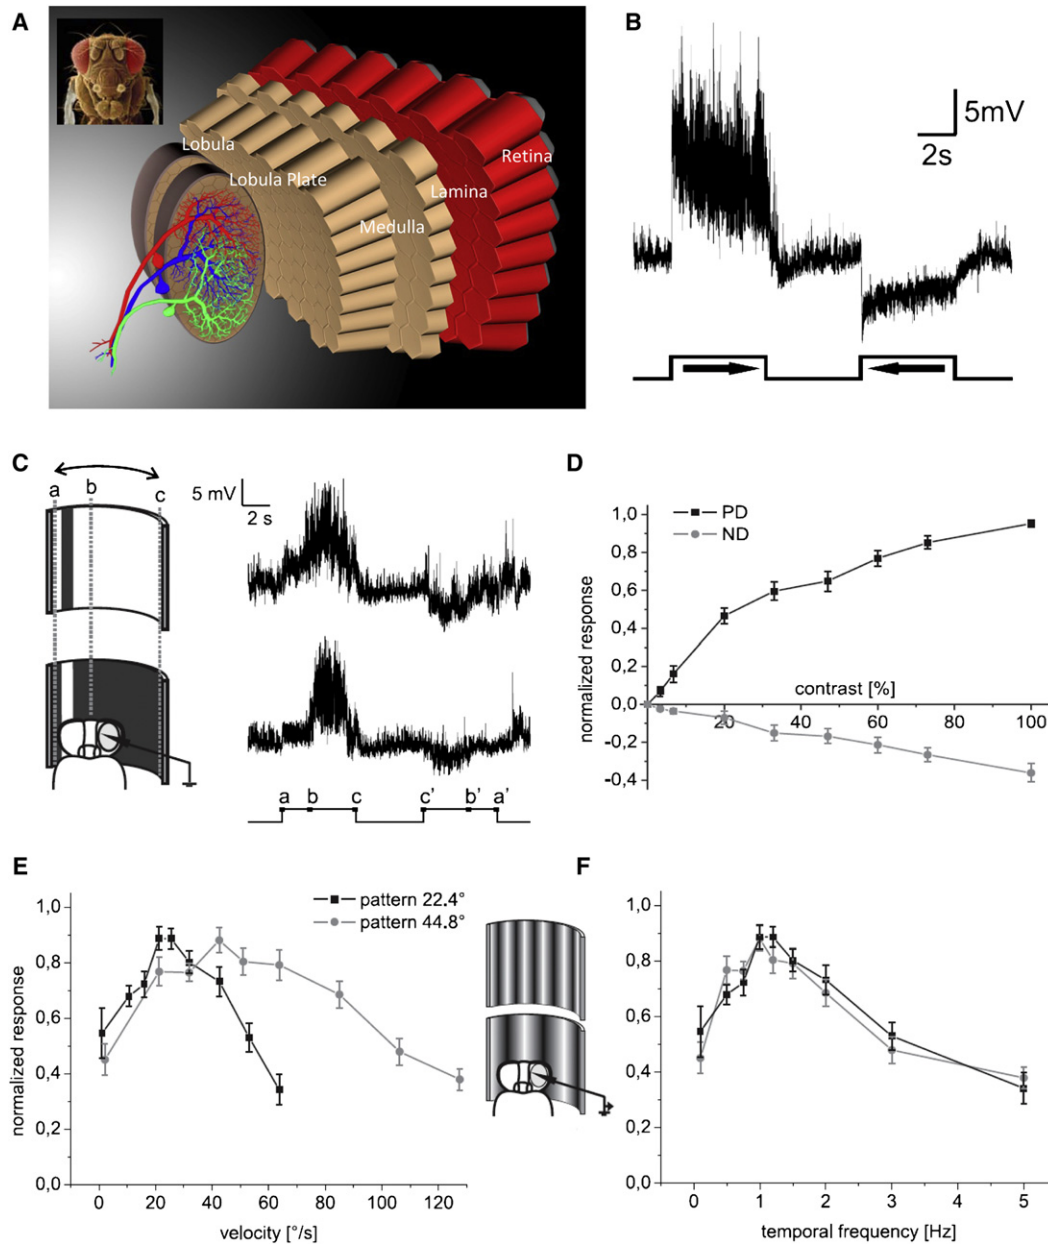 A
Lobula
Lobula Plate
Retina
Lamina
Medulla
B
5mV
2s
C
a b c
5 mV
2 s
a b c c' b' a'
D
PD
ND
1,0
0,8
0,6
0,4
0,2
0,0
-0,2
-0,4
normalized response
contrast [%]
20 40 60 80 100
E
pattern 22.4°
pattern 44.8°
1,0
0,8
0,6
0,4
0,2
0,0
normalized response
0 20 40 60 80 100 120
velocity [°/s]
F
1,0
0,8
0,6
0,4
0,2
0,0
0 1 2 3 4 5
temporal frequency [Hz]